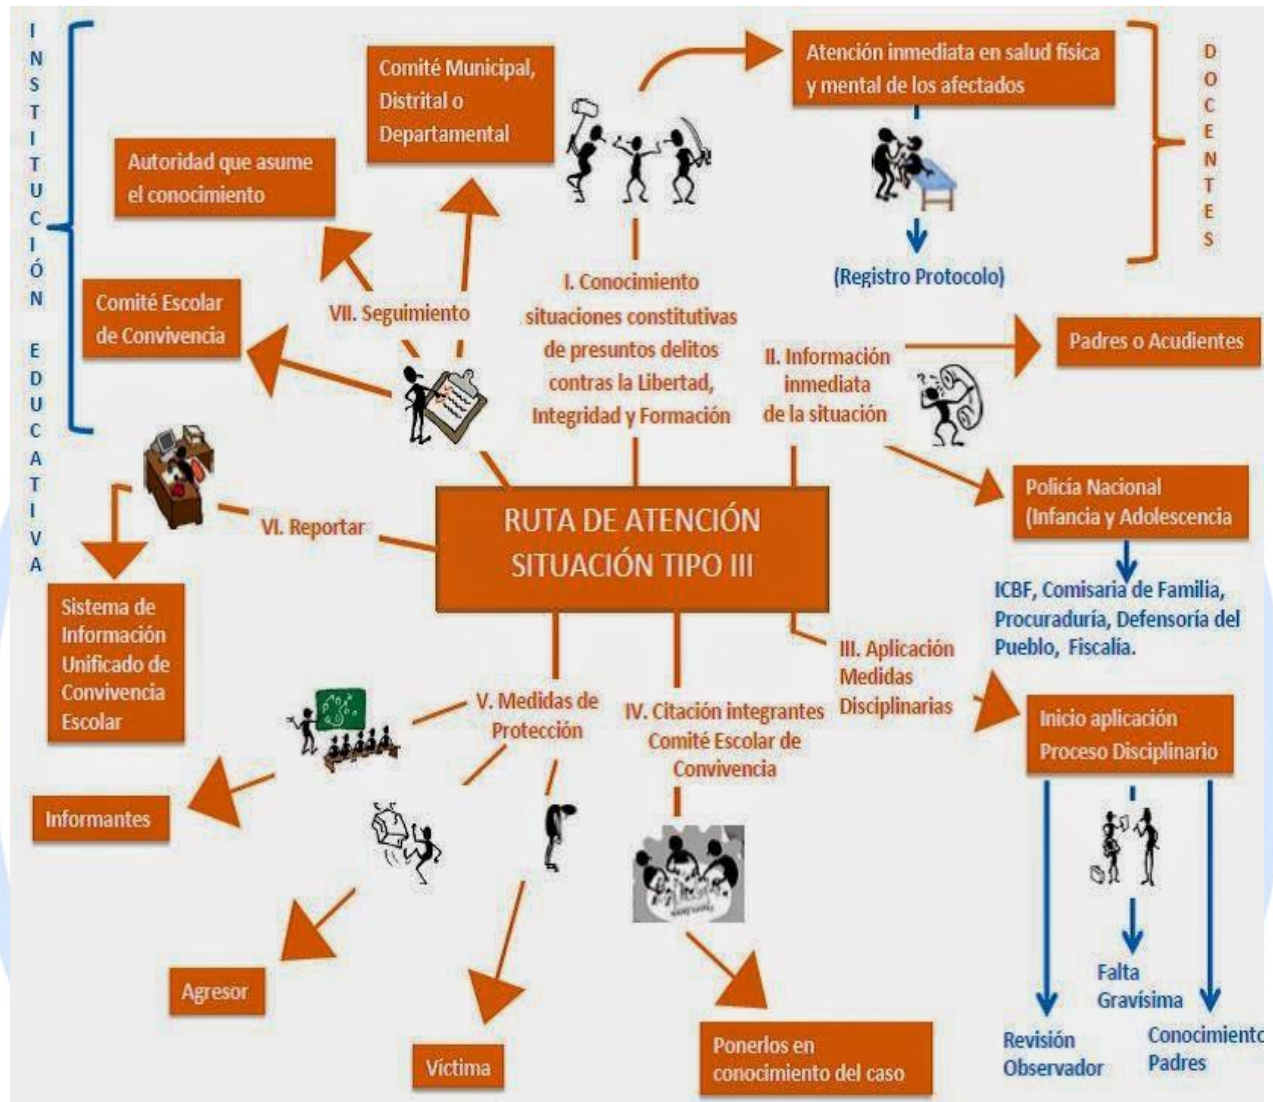 INSTITUCIÓN EDUCATIVA
DOCENTES
RUTA DE ATENCIÓN
SITUACIÓN TIPO III
I. Conocimiento
situaciones constitutivas
de presuntos delitos
contras la Libertad,
Integridad y Formación
Atención inmediata en salud física
y mental de los afectados
(Registro Protocolo)
II. Información
inmediata
de la situación
Padres o Acudientes
Policía Nacional
(Infancia y Adolescencia
ICBF, Comisaria de Familia,
Procuraduría, Defensoría del
Pueblo, Fiscalía.
III. Aplicación
Medidas
Disciplinarias
Inicio aplicación
Proceso Disciplinario
Revisión
Observador
Falta
Gravísima
Conocimiento
Padres
IV. Citación integrantes
Comité Escolar de
Convivencia
Ponerlos en
conocimiento del caso
V. Medidas de
Protección
Informantes
Agresor
Víctima
VI. Reportar
Sistema de
Información
Unificado de
Convivencia
Escolar
VII. Seguimiento
Comité Escolar
de Convivencia
Autoridad que asume
el conocimiento
Comité Municipal,
Distrital o
Departamental